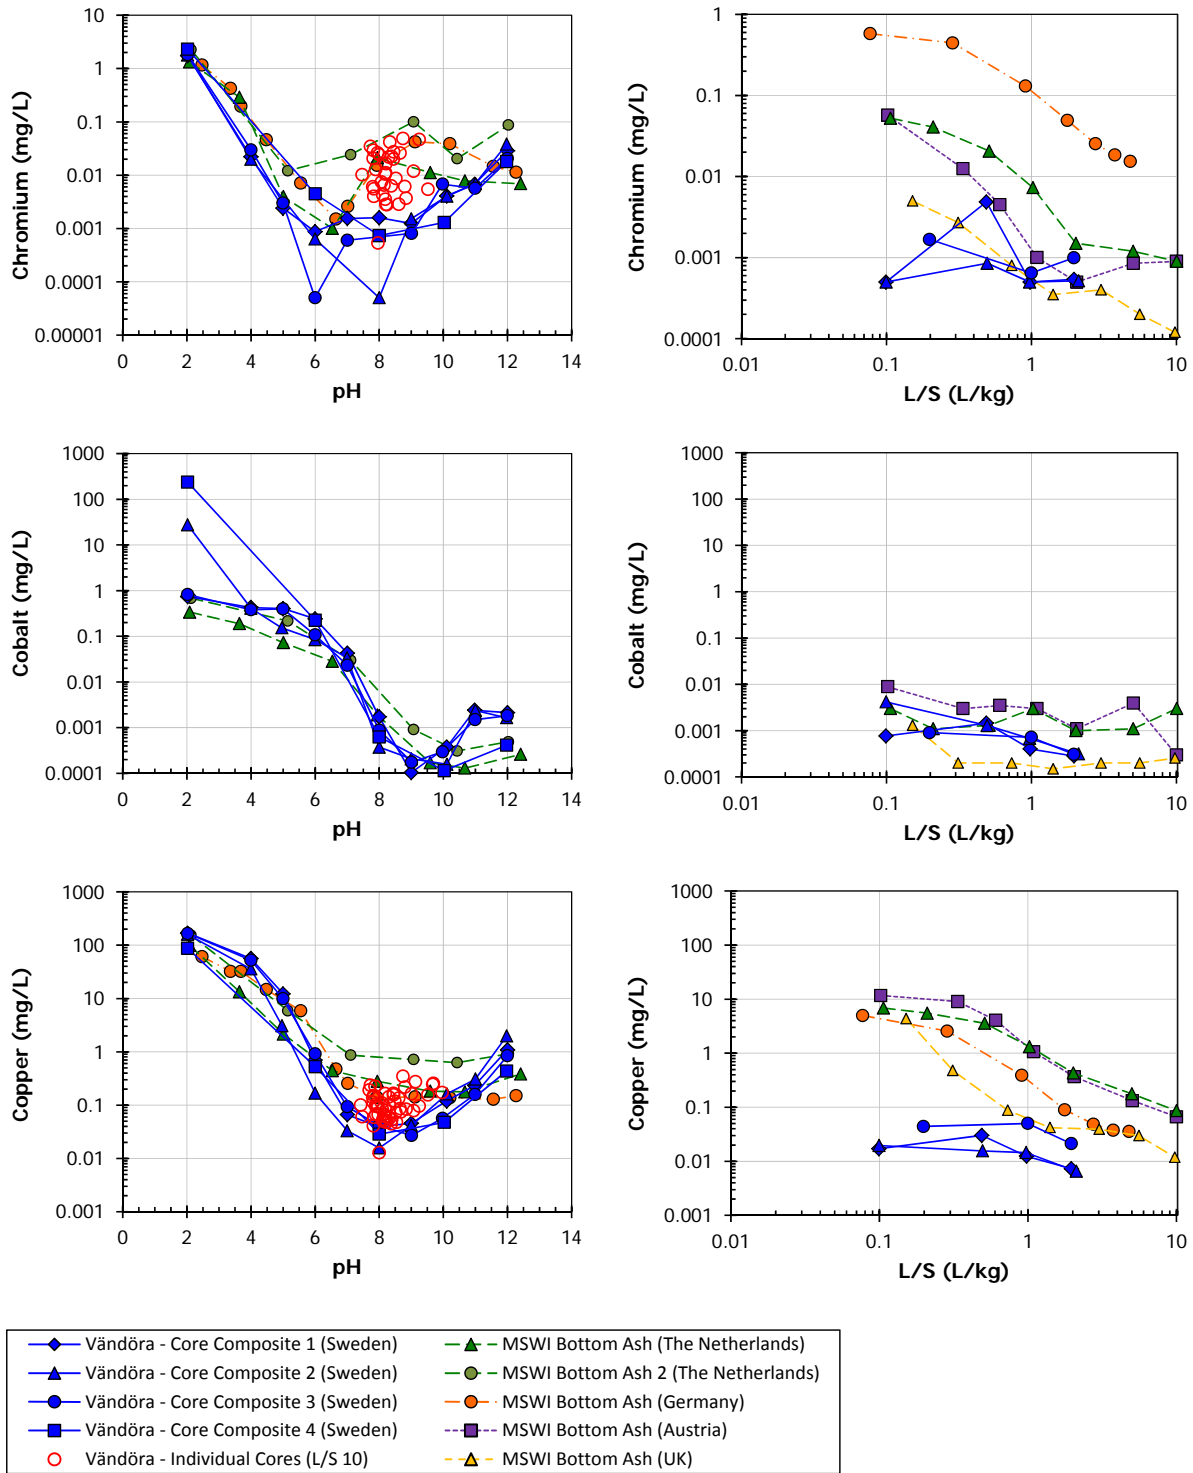 10
1
0.1
0.01
0.001
0.0001
0.00001
Chromium (mg/L)
0 2 4 6 8 10 12 14
pH
1
0.1
0.01
0.001
0.0001
Chromium (mg/L)
0.01 0.1 1 10
L/S (L/kg)
1000
100
10
1
0.1
0.01
0.001
0.0001
Cobalt (mg/L)
0 2 4 6 8 10 12 14
pH
1000
100
10
1
0.1
0.01
0.001
0.0001
Cobalt (mg/L)
0.01 0.1 1 10
L/S (L/kg)
1000
100
10
1
0.1
0.01
0.001
Copper (mg/L)
0 2 4 6 8 10 12 14
pH
1000
100
10
1
0.1
0.01
0.001
Copper (mg/L)
0.01 0.1 1 10
L/S (L/kg)
Vändöra - Core Composite 1 (Sweden)
Vändöra - Core Composite 2 (Sweden)
Vändöra - Core Composite 3 (Sweden)
Vändöra - Core Composite 4 (Sweden)
Vändöra - Individual Cores (L/S 10)
MSWI Bottom Ash (The Netherlands)
MSWI Bottom Ash 2 (The Netherlands)
MSWI Bottom Ash (Germany)
MSWI Bottom Ash (Austria)
MSWI Bottom Ash (UK)